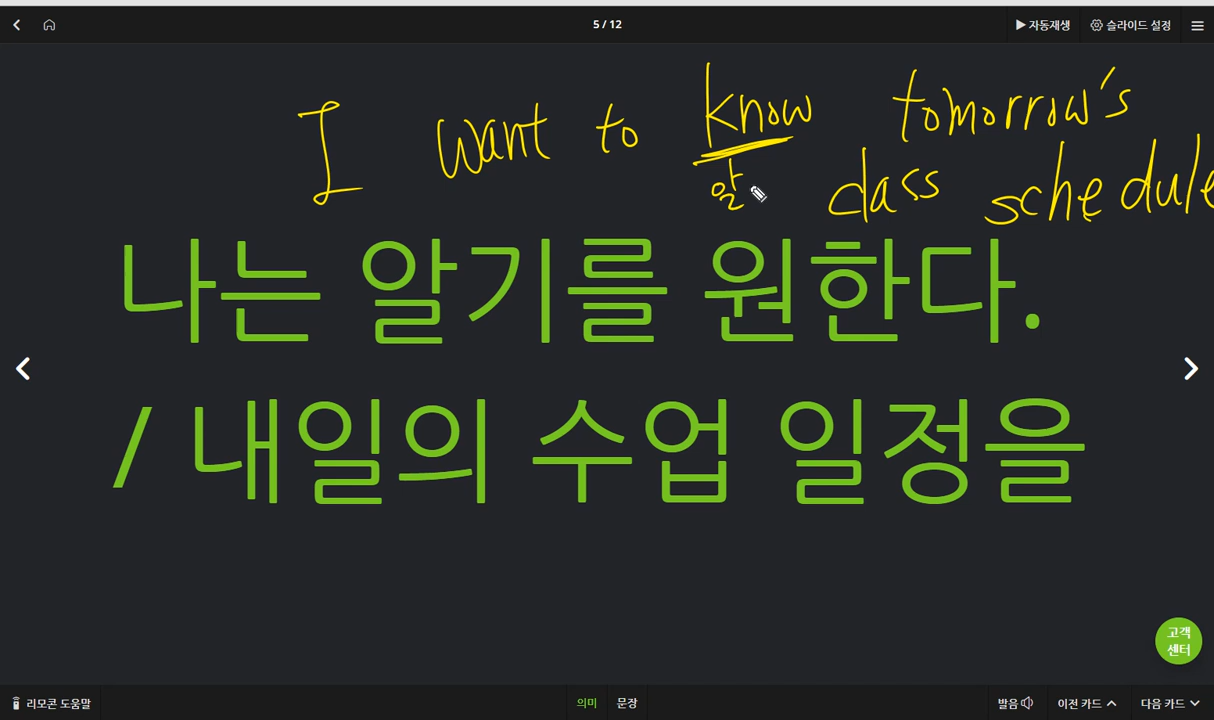 5 / 12
자동재생
슬라이드 설정
I want to know tomorrow's
알
class schedule
나는 알기를 원한다.
/ 내일의 수업 일정을
고객
센터
리모콘 도움말
의미
문장
발음
이전 카드
다음 카드